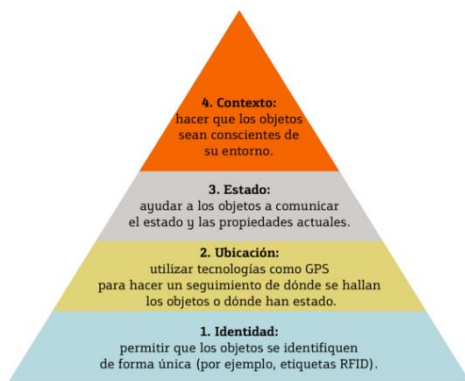 4. Contexto:
hacer que los objetos
sean conscientes de
su entorno.
3. Estado:
ayudar a los objetos a comunicar
el estado y las propiedades actuales.
2. Ubicación:
utilizar tecnologías como GPS
para hacer un seguimiento de dónde se hallan
los objetos o dónde han estado.
1. Identidad:
permitir que los objetos se identifiquen
de forma única (por ejemplo, etiquetas RFID).